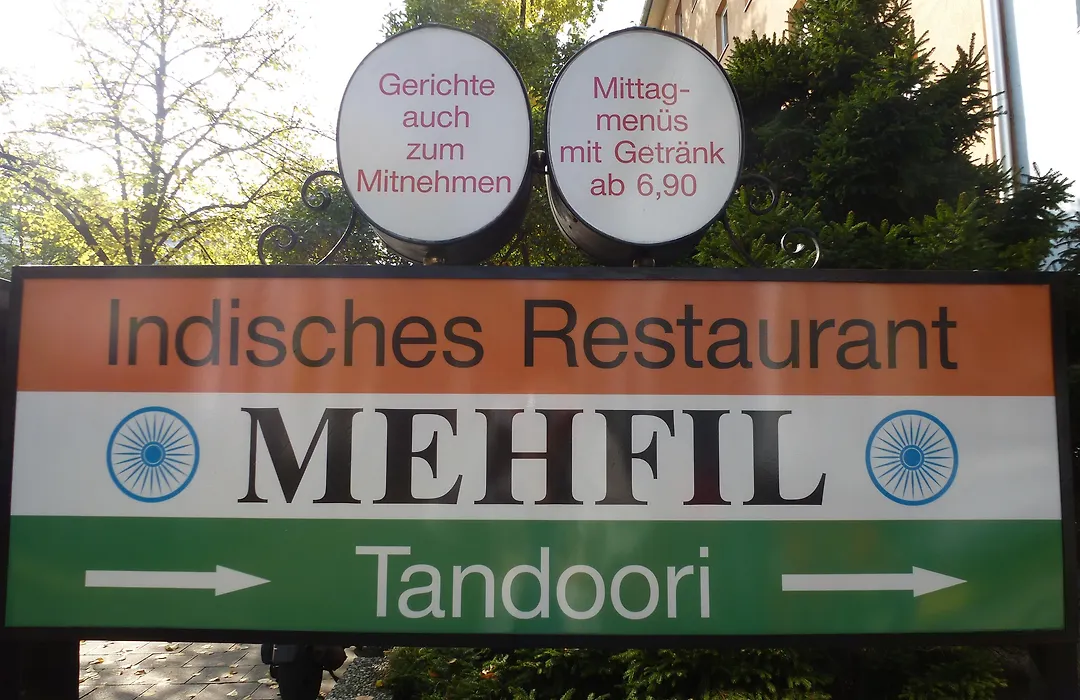 Gerichte
auch
zum
Mitnehmen
Mittag-
menüs
mit Getränk
ab 6,90
Indisches Restaurant
MEHFIL
Tandoori